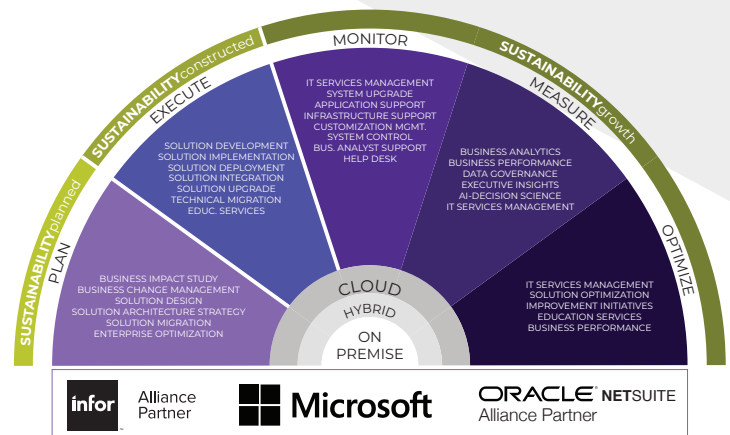 SUSTAINABILITYplanned
SUSTAINABILITYconstructed
SUSTAINABILITYgrowth
PLAN
BUSINESS IMPACT STUDY
BUSINESS CHANGE MANAGEMENT
SOLUTION DESIGN
SOLUTION ARCHITECTURE STRATEGY
SOLUTION MIGRATION
ENTERPRISE OPTIMIZATION
EXECUTE
SOLUTION DEVELOPMENT
SOLUTION IMPLEMENTATION
SOLUTION DEPLOYMENT
SOLUTION INTEGRATION
SOLUTION UPGRADE
TECHNICAL MIGRATION
EDUC. SERVICES
MONITOR
IT SERVICES MANAGEMENT
SYSTEM UPGRADE
APPLICATION SUPPORT
INFRASTRUCTURE SUPPORT
CUSTOMIZATION MGMT.
SYSTEM CONTROL
BUS. ANALYST SUPPORT
HELP DESK
MEASURE
BUSINESS ANALYTICS
BUSINESS PERFORMANCE
DATA GOVERNANCE
EXECUTIVE INSIGHTS
AI-DECISION SCIENCE
IT SERVICES MANAGEMENT
OPTIMIZE
IT SERVICES MANAGEMENT
SOLUTION OPTIMIZATION
IMPROVEMENT INITIATIVES
EDUCATION SERVICES
BUSINESS PERFORMANCE
CLOUD
HYBRID
ON
PREMISE
infor
Alliance
Partner
Microsoft
ORACLE NETSUITE
Alliance Partner